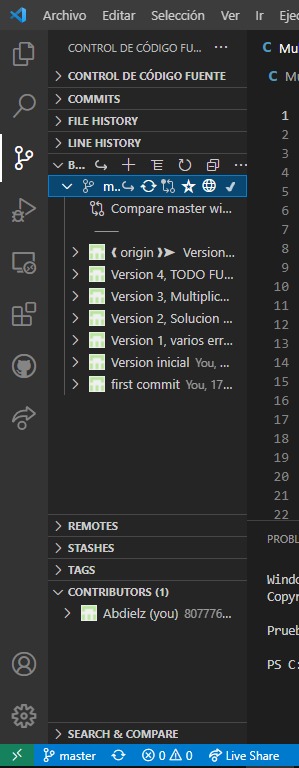 Archivo Editar Selección Ver Ir Ejec
CONTROL DE CÓDIGO FU... ···
C Mu
CONTROL DE CÓDIGO FUENTE
C Mu
COMMITS
1
FILE HISTORY
2
LINE HISTORY
3
B... ···
4
5
m...
6
Compare master wi...
7
8
❰ origin ❱➤ Version...
9
Version 4, TODO FU...
10
Version 3, Multiplic...
11
Version 2, Solucion ...
12
Version 1, varios err...
13
Version inicial You, ...
14
first commit You, 17...
15
16
17
18
19
20
21
22
REMOTES
PROBL
STASHES
TAGS
Windo
CONTRIBUTORS (1)
Copyr
Abdielz (you) 807776...
Prueb
PS C:
SEARCH & COMPARE
master 0 0 Live Share